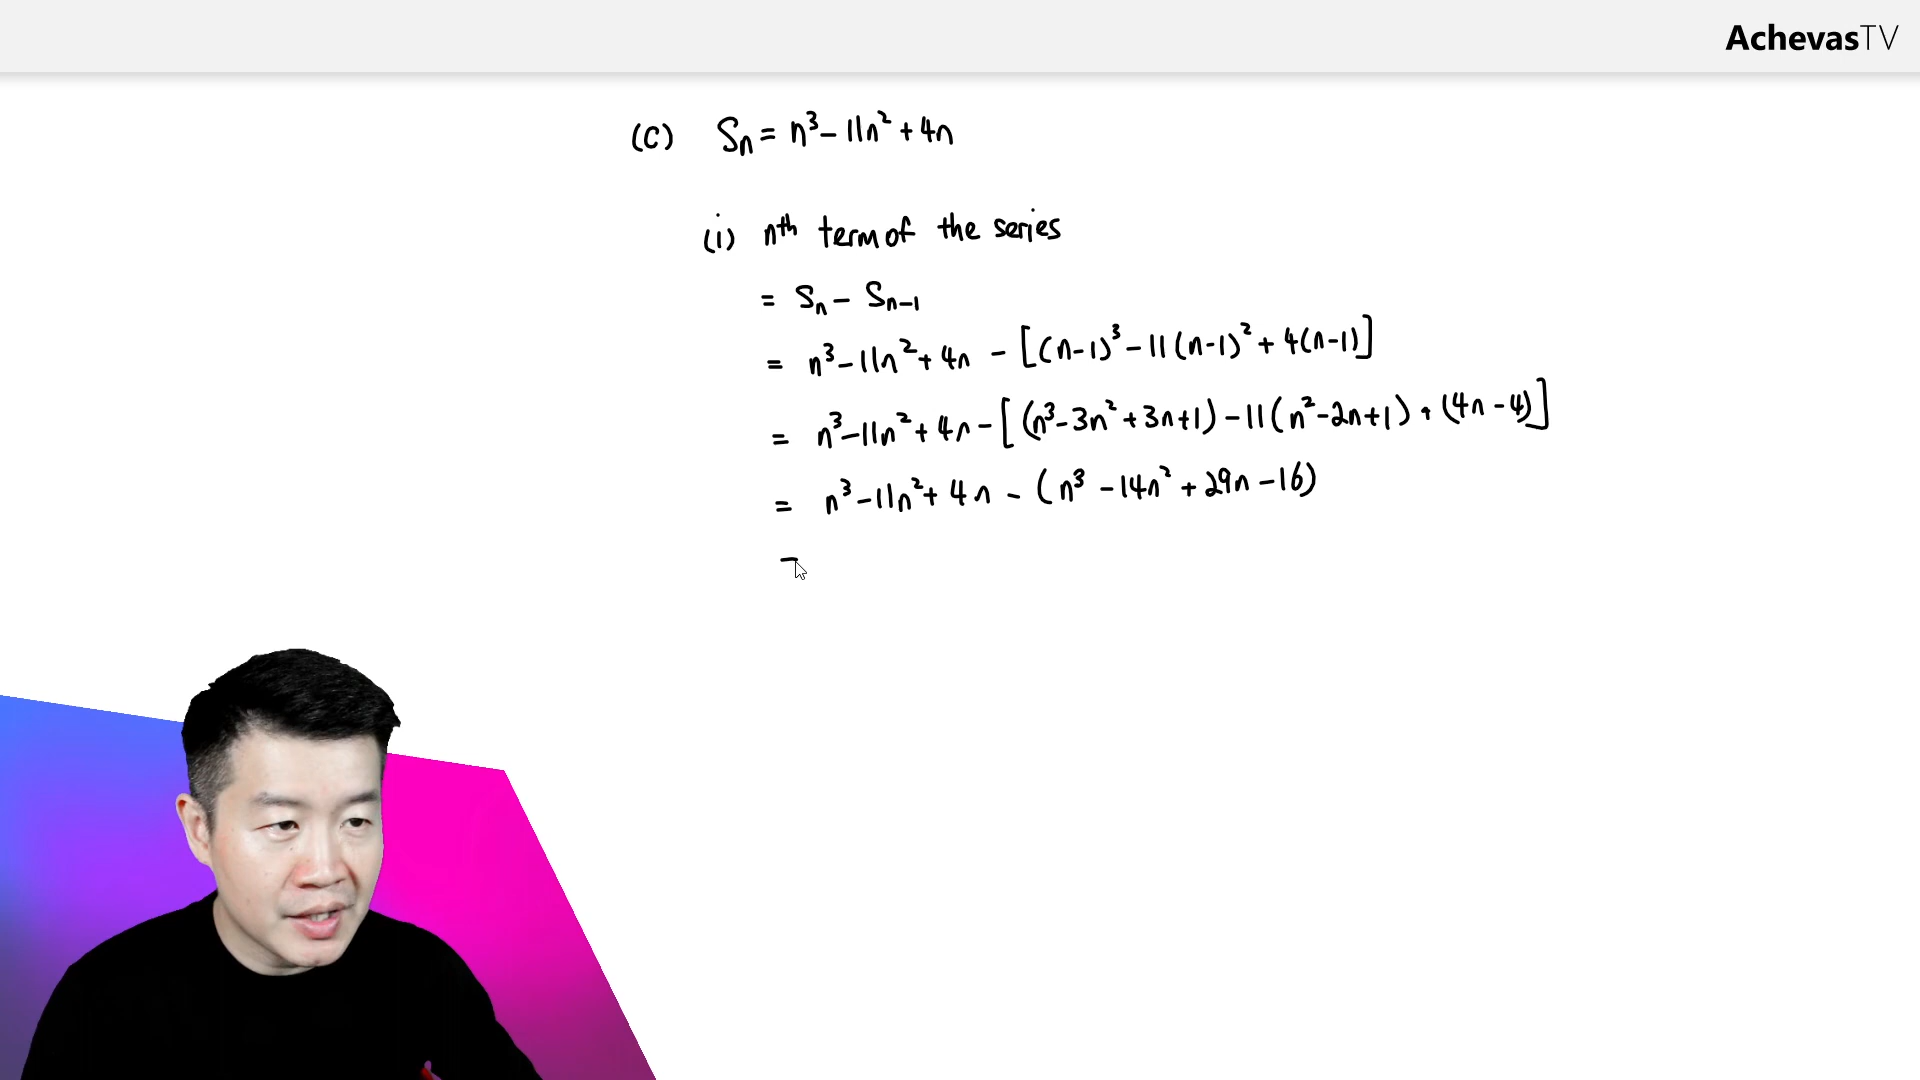 AchevasTV
(C) Sn = n³ - 11n² + 4n
(i) nth term of the series
= Sn - Sn-1
= n³ - 11n² + 4n - [(n-1)³ - 11(n-1)² + 4(n-1)]
= n³ - 11n² + 4n - [(n³ - 3n² + 3n + 1) - 11(n² - 2n + 1) + (4n - 4)]
= n³ - 11n² + 4n - (n³ - 14n² + 29n - 16)